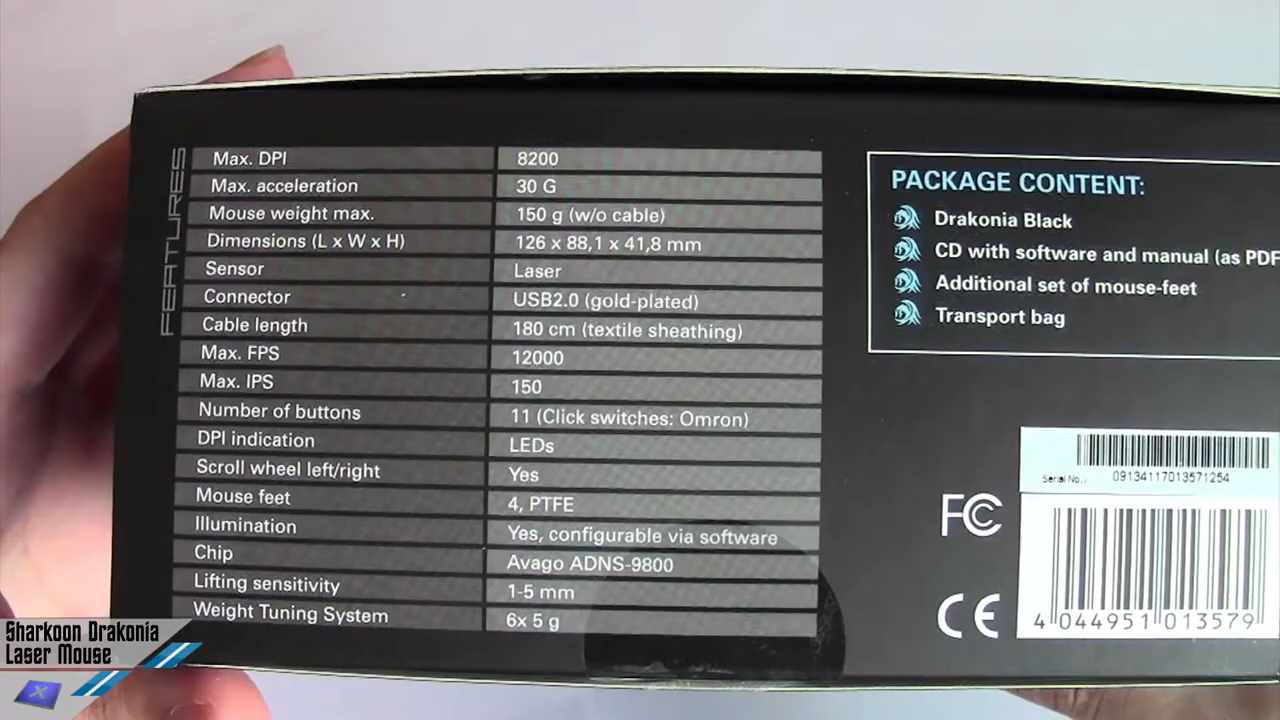 FEATURES
Max. DPI 8200
Max. acceleration 30 G
Mouse weight max. 150 g (w/o cable)
Dimensions (L x W x H) 126 x 88,1 x 41,8 mm
Sensor Laser
Connector USB2.0 (gold-plated)
Cable length 180 cm (textile sheathing)
Max. FPS 12000
Max. IPS 150
Number of buttons 11 (Click switches: Omron)
DPI indication LEDs
Scroll wheel left/right Yes
Mouse feet 4, PTFE
Illumination Yes, configurable via software
Chip Avago ADNS-9800
Lifting sensitivity 1-5 mm
Weight Tuning System 6x 5 g
PACKAGE CONTENT:
Drakonia Black
CD with software and manual (as PDF
Additional set of mouse-feet
Transport bag
Serial No.: 09134117013571254
FC
CE
4 044951 013579
Sharkoon Drakonia
Laser Mouse
X